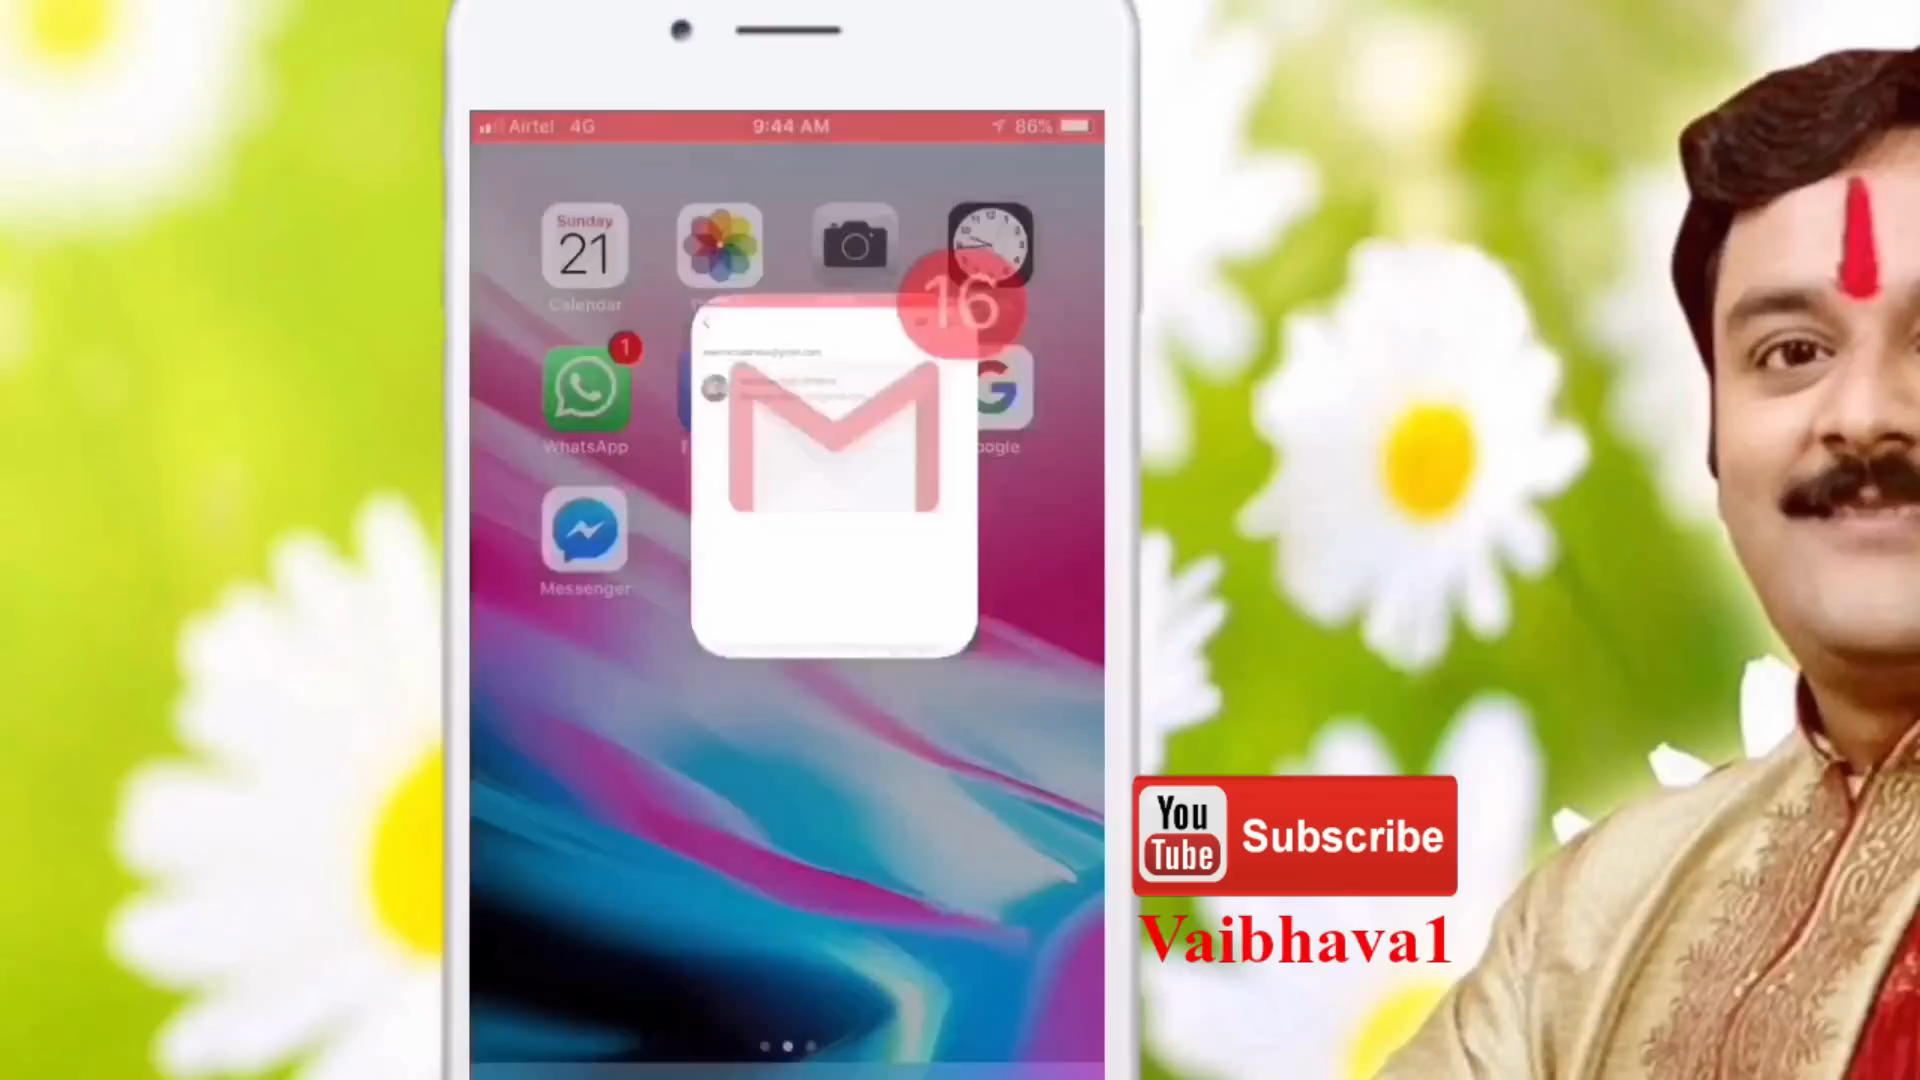 Airtel 4G 9:44 AM 86%
Sunday
21
Calendar
16
1
WhatsApp
Messenger
You
Tube
Subscribe
Vaibhava1